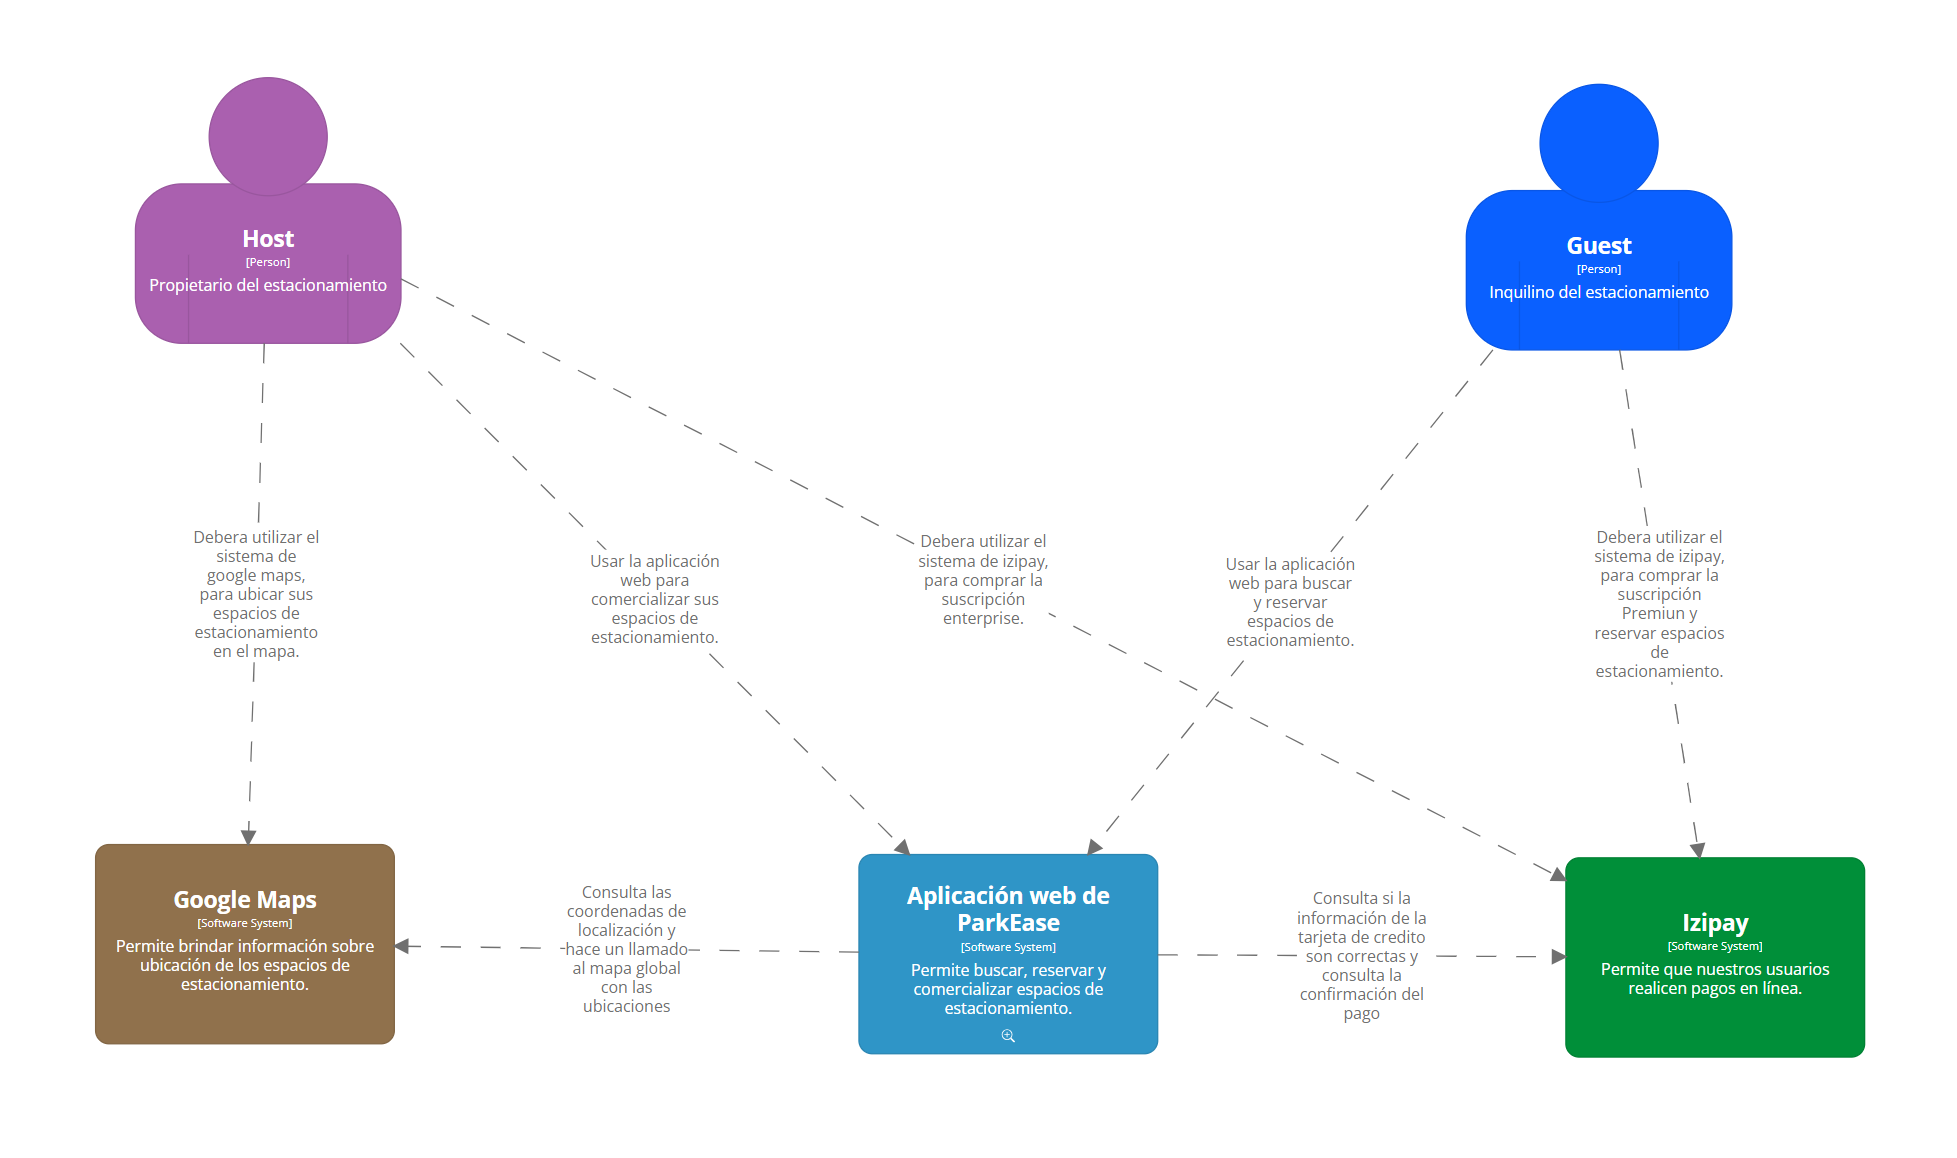 Host
[Person]
Propietario del estacionamiento
Guest
[Person]
Inquilino del estacionamiento
Debera utilizar el
sistema de
google maps,
para ubicar sus
espacios de
estacionamiento
en el mapa.
Usar la aplicación
web para
comercializar sus
espacios de
estacionamiento.
Debera utilizar el
sistema de izipay,
para comprar la
suscripción
enterprise.
Usar la aplicación
web para buscar
y reservar
espacios de
estacionamiento.
Debera utilizar el
sistema de izipay,
para comprar la
suscripción
Premiun y
reservar espacios
de
estacionamiento.
Google Maps
[Software System]
Permite brindar información sobre
ubicación de los espacios de
estacionamiento.
Consulta las
coordenadas de
localización y
hace un llamado
al mapa global
con las
ubicaciones
Aplicación web de
ParkEase
[Software System]
Permite buscar, reservar y
comercializar espacios de
estacionamiento.
Consulta si la
información de la
tarjeta de credito
son correctas y
consulta la
confirmación del
pago
Izipay
[Software System]
Permite que nuestros usuarios
realicen pagos en línea.